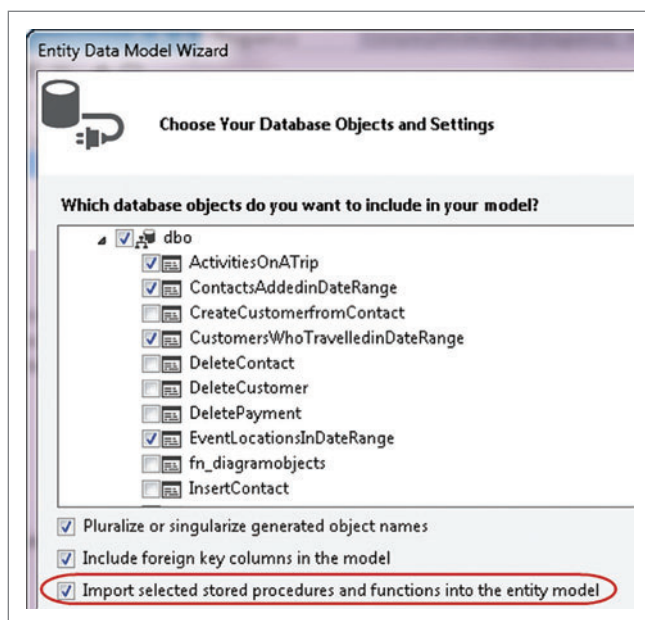 Entity Data Model Wizard
Choose Your Database Objects and Settings
Which database objects do you want to include in your model?
dbo
ActivitiesOnATrip
ContactsAddedinDateRange
CreateCustomerfromContact
CustomersWhoTravelledinDateRange
DeleteContact
DeleteCustomer
DeletePayment
EventLocationsInDateRange
fn_diagramobjects
InsertContact
Pluralize or singularize generated object names
Include foreign key columns in the model
Import selected stored procedures and functions into the entity model